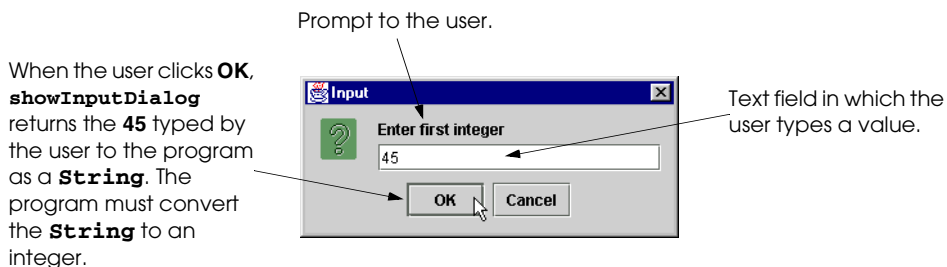 Prompt to the user.
When the user clicks OK,
showInputDialog
returns the 45 typed by
the user to the program
as a String. The
program must convert
the String to an
integer.
Input
Enter first integer
45
OK
Cancel
Text field in which the
user types a value.